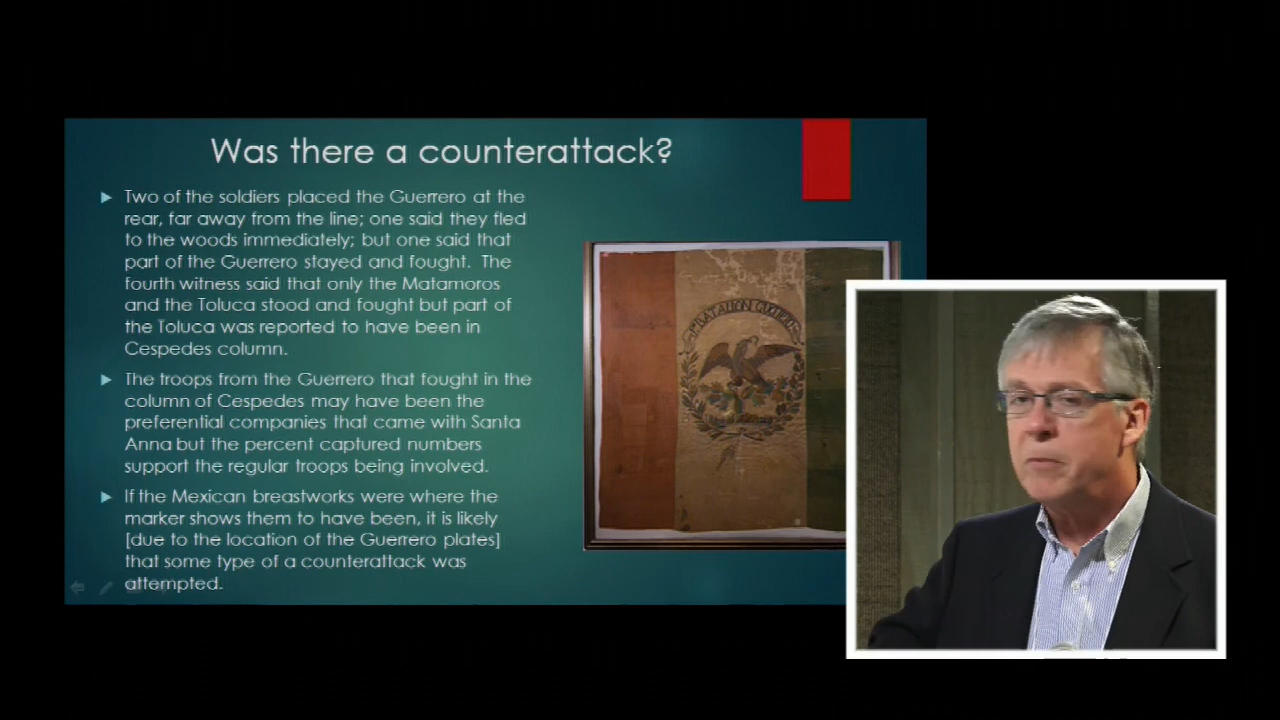 Was there a counterattack?
Two of the soldiers placed the Guerrero at the
rear, far away from the line; one said they fled
to the woods immediately; but one said that
part of the Guerrero stayed and fought. The
fourth witness said that only the Matamoros
and the Toluca stood and fought but part of
the Toluca was reported to have been in
Cespedes column.
The troops from the Guerrero that fought in the
column of Cespedes may have been the
preferential companies that came with Santa
Anna but the percent captured numbers
support the regular troops being involved.
If the Mexican breastworks were where the
marker shows them to have been, it is likely
[due to the location of the Guerrero plates]
that some type of a counterattack was
attempted.
BATALLON GUERRERO